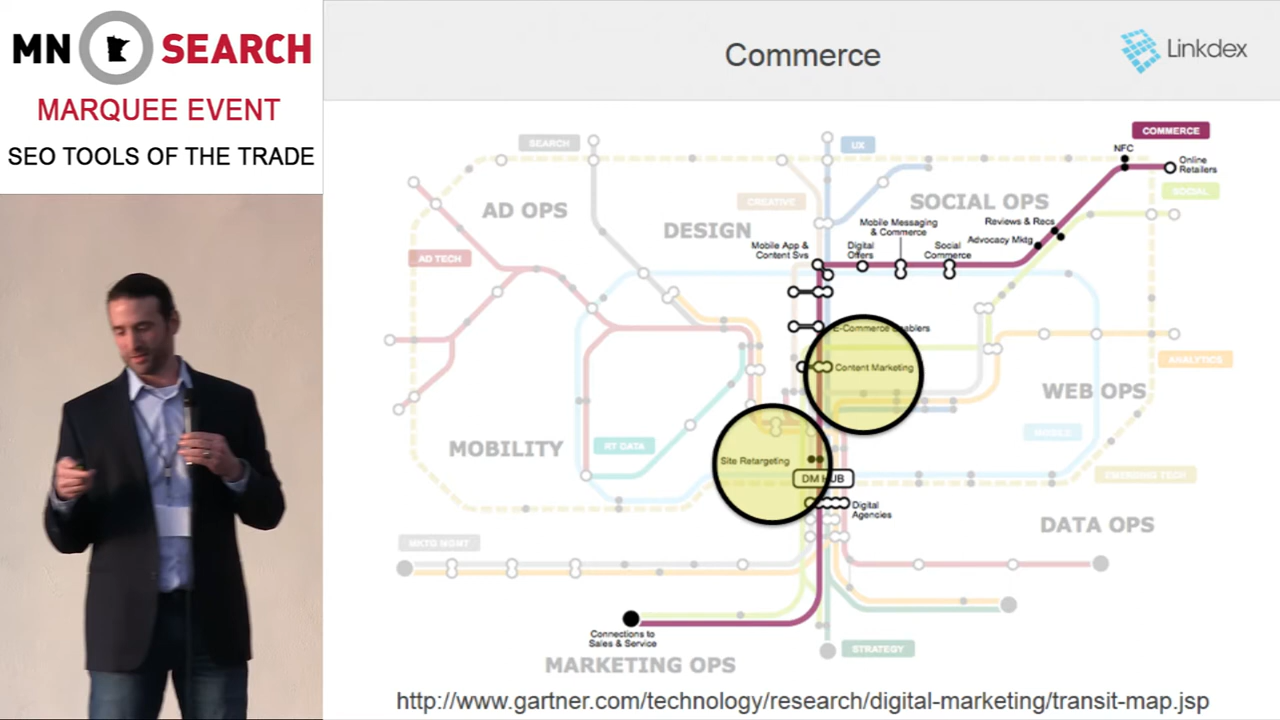 MN SEARCH
MARQUEE EVENT
SEO TOOLS OF THE TRADE
Commerce
Linkdex
COMMERCE
SEARCH
UX
NFC
Online
Retailers
SOCIAL
AD OPS
CREATIVE
SOCIAL OPS
DESIGN
Mobile Messaging
& Commerce
Reviews & Recs
Mobile App &
Content Svs
Digital
Offers
Social
Commerce
Advocacy Mktg
AD TECH
E-Commerce Enablers
ANALYTICS
Content Marketing
WEB OPS
MOBILITY
RT DATA
MOBILE
Site Retargeting
DM HUB
EMERGING TECH
Digital
Agencies
DATA OPS
MKTG MGMT
Connections to
Sales & Service
STRATEGY
MARKETING OPS
http://www.gartner.com/technology/research/digital-marketing/transit-map.jsp